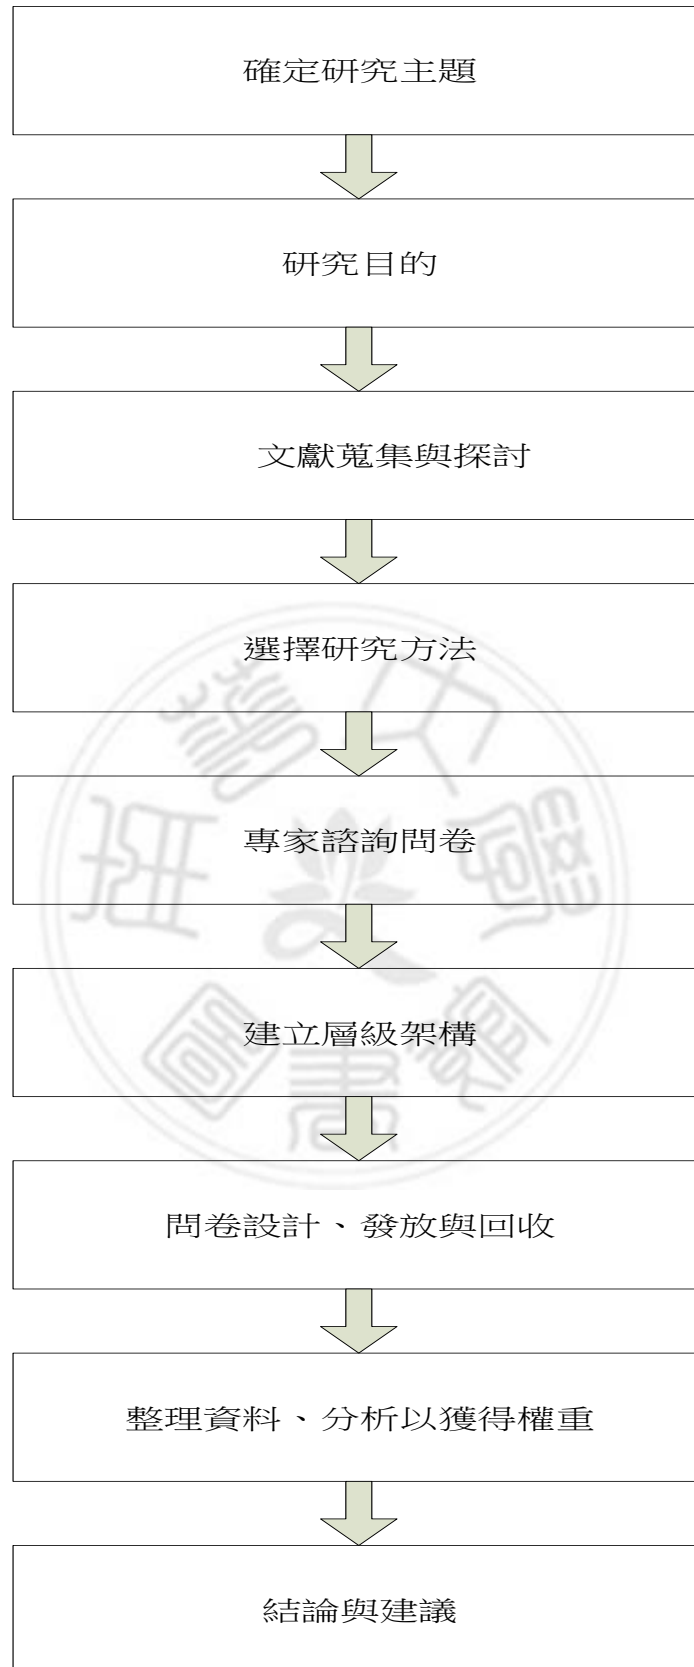 確定研究主題
研究目的
文獻蒐集與探討
選擇研究方法
專家諮詢問卷
建立層級架構
問卷設計、發放與回收
整理資料、分析以獲得權重
結論與建議